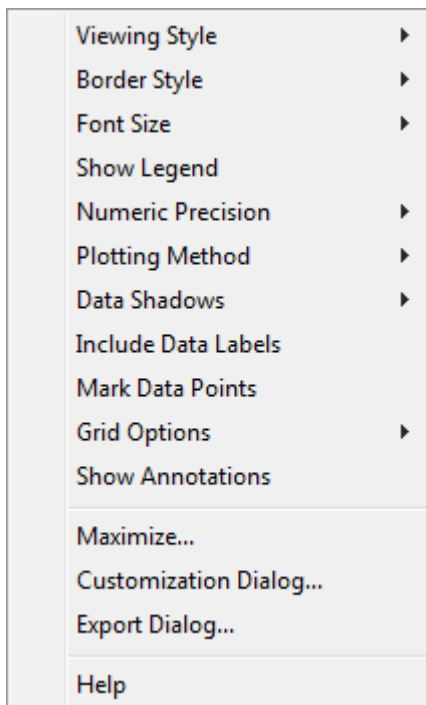 Viewing Style
Border Style
Font Size
Show Legend
Numeric Precision
Plotting Method
Data Shadows
Include Data Labels
Mark Data Points
Grid Options
Show Annotations
Maximize...
Customization Dialog...
Export Dialog...
Help